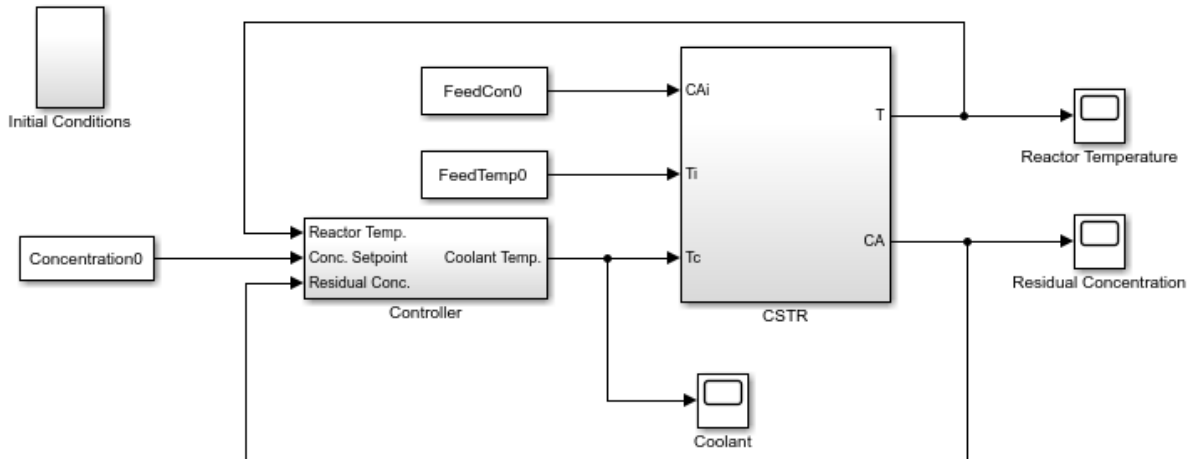 Initial Conditions
FeedCon0
CAi
T
Reactor Temperature
FeedTemp0
Ti
Concentration0
Reactor Temp.
Conc. Setpoint
Residual Conc.
Coolant Temp.
Controller
Tc
CA
CSTR
Residual Concentration
Coolant